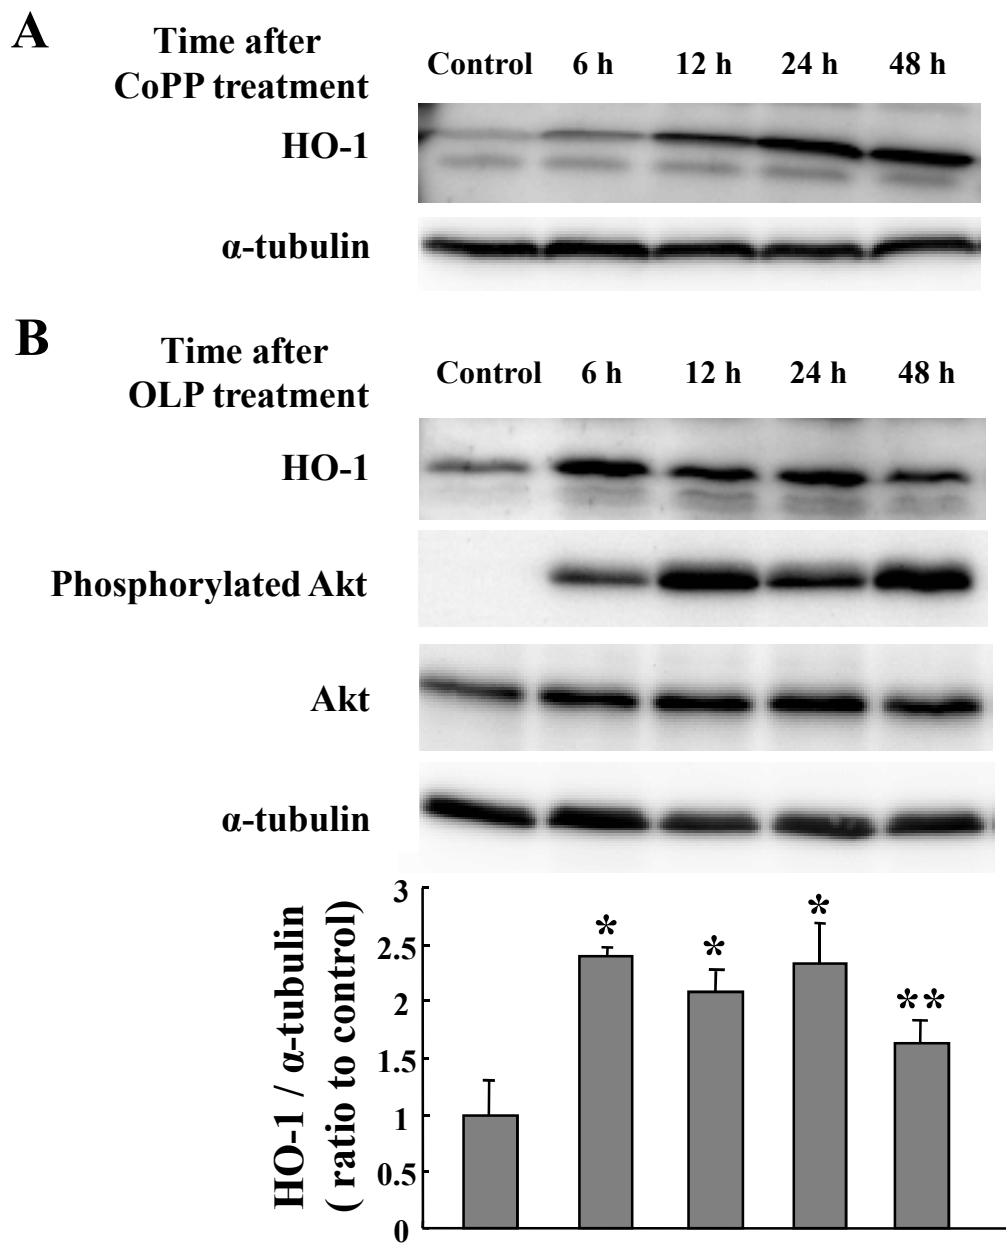 A
Time after
CoPP treatment
Control 6 h 12 h 24 h 48 h
HO-1
α-tubulin
B
Time after
OLP treatment
Control 6 h 12 h 24 h 48 h
HO-1
Phosphorylated Akt
Akt
α-tubulin
HO-1 / α-tubulin
( ratio to control)
3
2.5
2
1.5
1
0.5
0
*
*
*
**